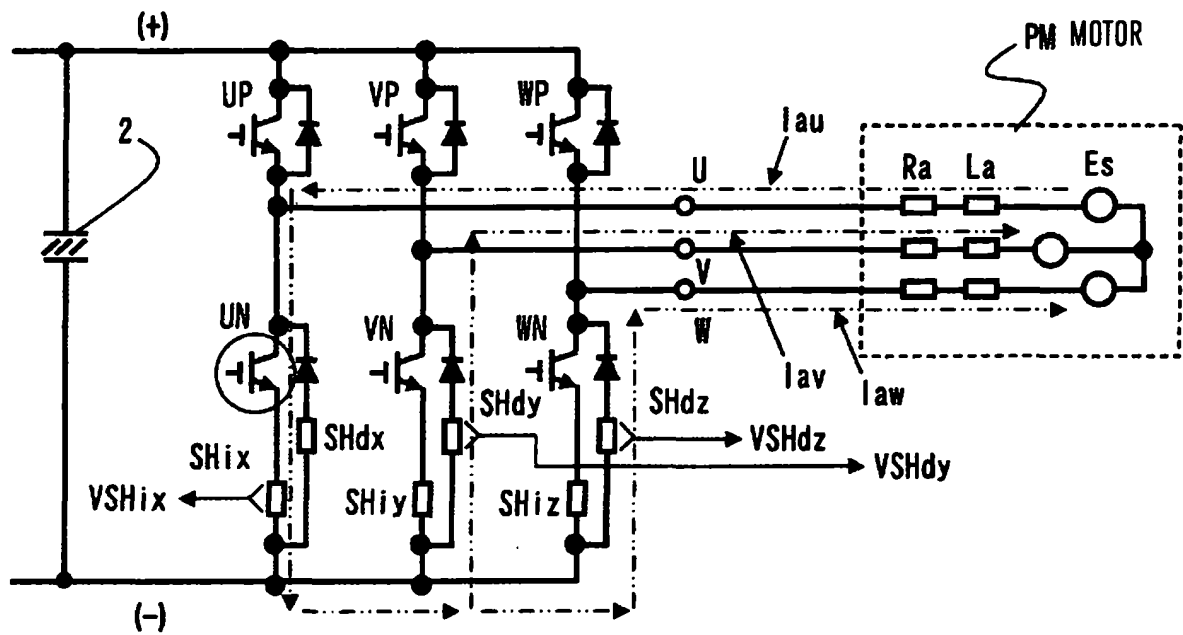 (+)
PM MOTOR
UP
VP
WP
2
Iau
U
Ra
La
Es
V
W
UN
VN
WN
Iav
Iaw
SHdx
SHdy
SHdz
VSHdz
VSHdy
SHix
VSHix
SHiy
SHiz
(-)